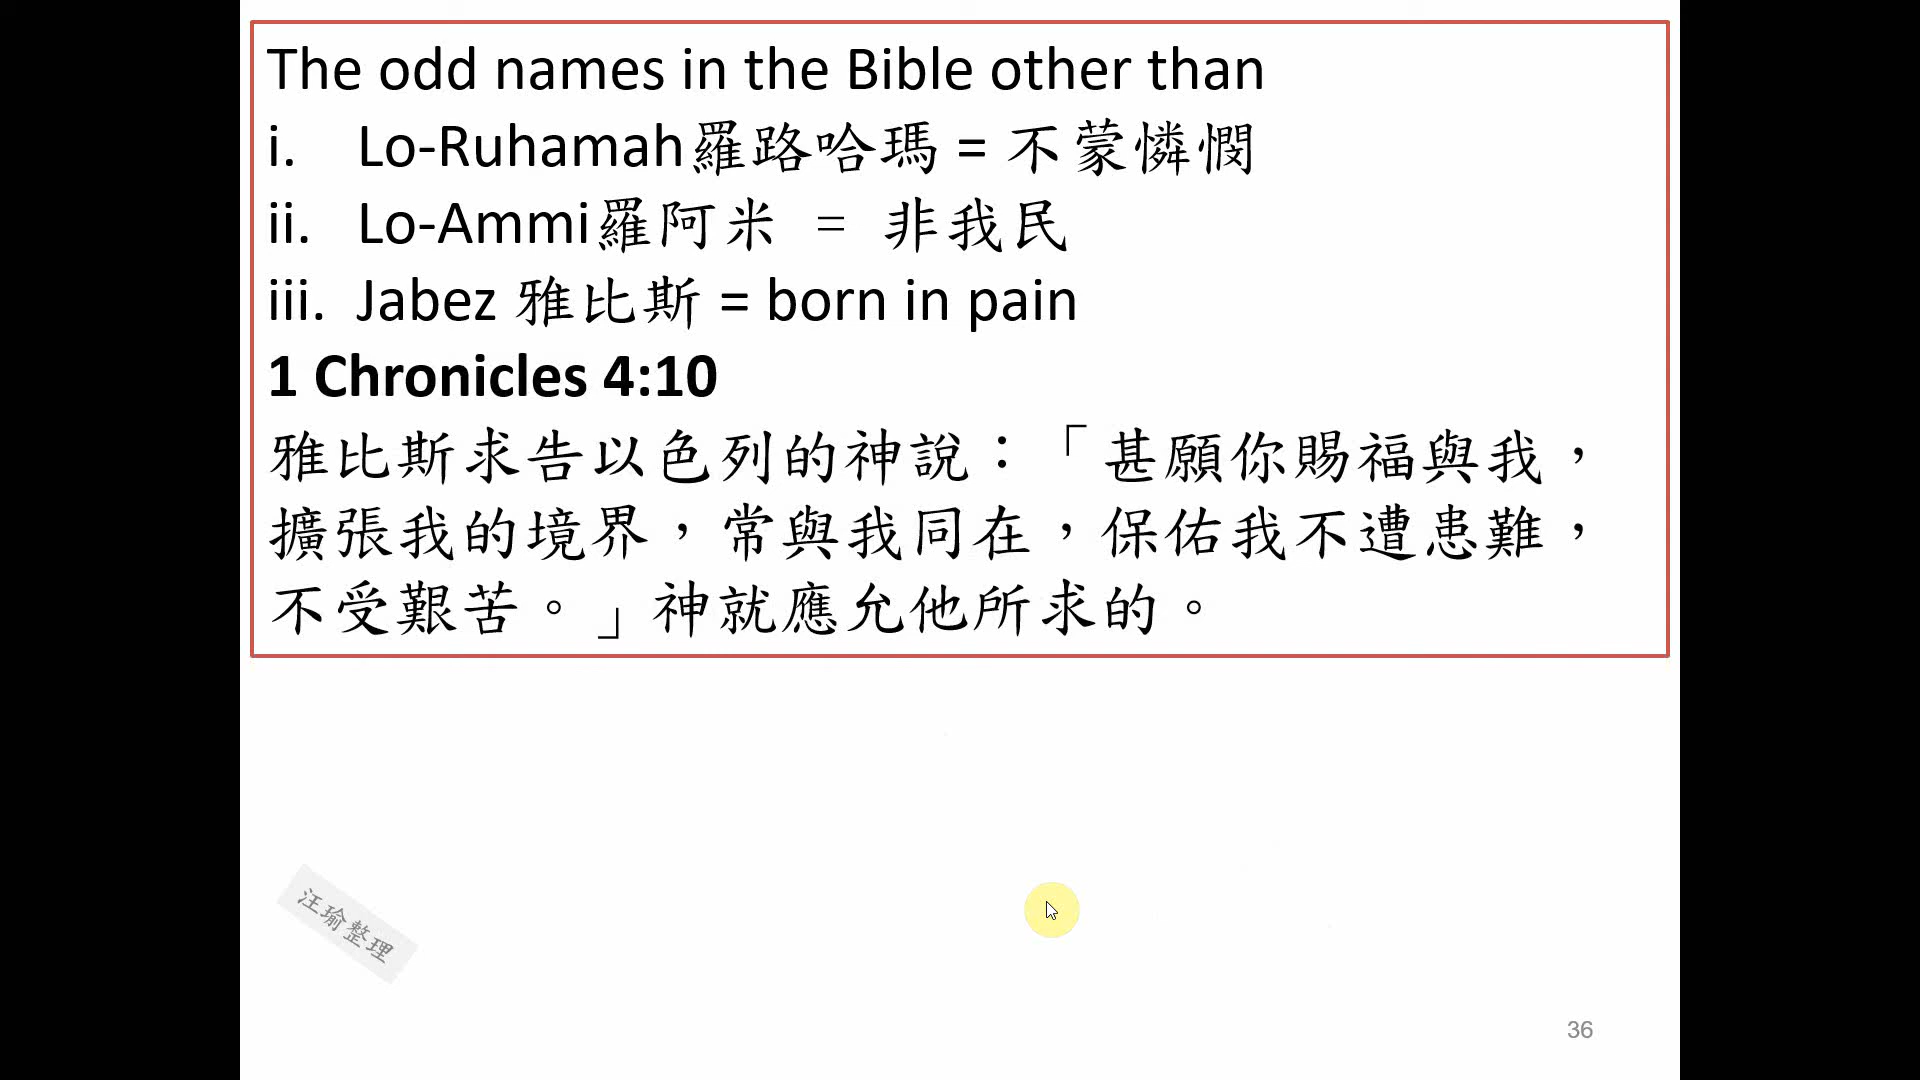 The odd names in the Bible other than
i. Lo-Ruhamah羅路哈瑪 = 不蒙憐憫
ii. Lo-Ammi羅阿米 = 非我民
iii. Jabez 雅比斯 = born in pain
1 Chronicles 4:10
雅比斯求告以色列的神說：「甚願你賜福與我，
擴張我的境界，常與我同在，保佑我不遭患難，
不受艱苦。」神就應允他所求的。
汪瑜整理
36